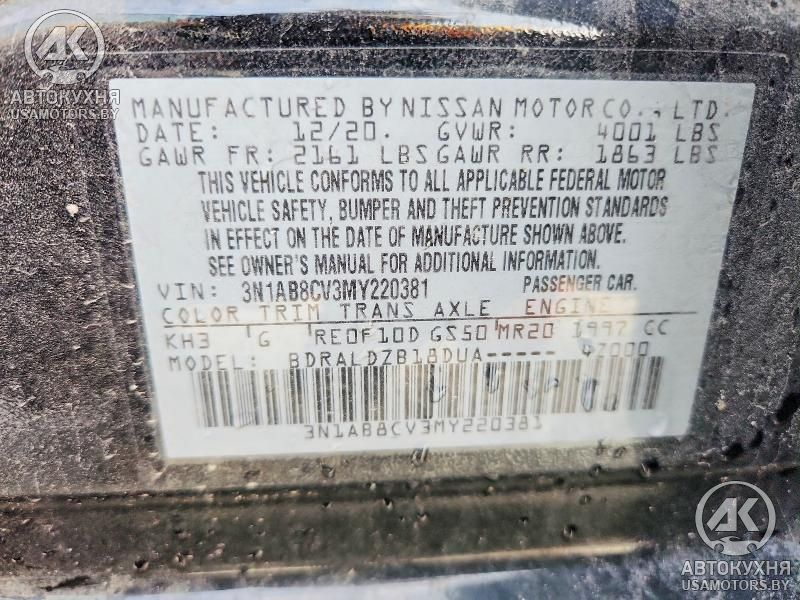 АК
АВТОКУХНЯ
USAMOTORS.BY
MANUFACTURED BY NISSAN MOTOR CO., LTD.
DATE: 12/20. GVWR: 4001 LBS
GAWR FR: 2161 LBS GAWR RR: 1863 LBS
THIS VEHICLE CONFORMS TO ALL APPLICABLE FEDERAL MOTOR
VEHICLE SAFETY, BUMPER AND THEFT PREVENTION STANDARDS
IN EFFECT ON THE DATE OF MANUFACTURE SHOWN ABOVE.
SEE OWNER'S MANUAL FOR ADDITIONAL INFORMATION.
VIN: 3N1AB8CV3MY220381 PASSENGER CAR.
COLOR TRIM TRANS AXLE ENGINE
KH3 G RE0F10D GS50 MR20 1997 CC
MODEL: BDRALDZB18DUA----- 4Z000
3N1AB8CV3MY220381
АК
АВТОКУХНЯ
USAMOTORS.BY